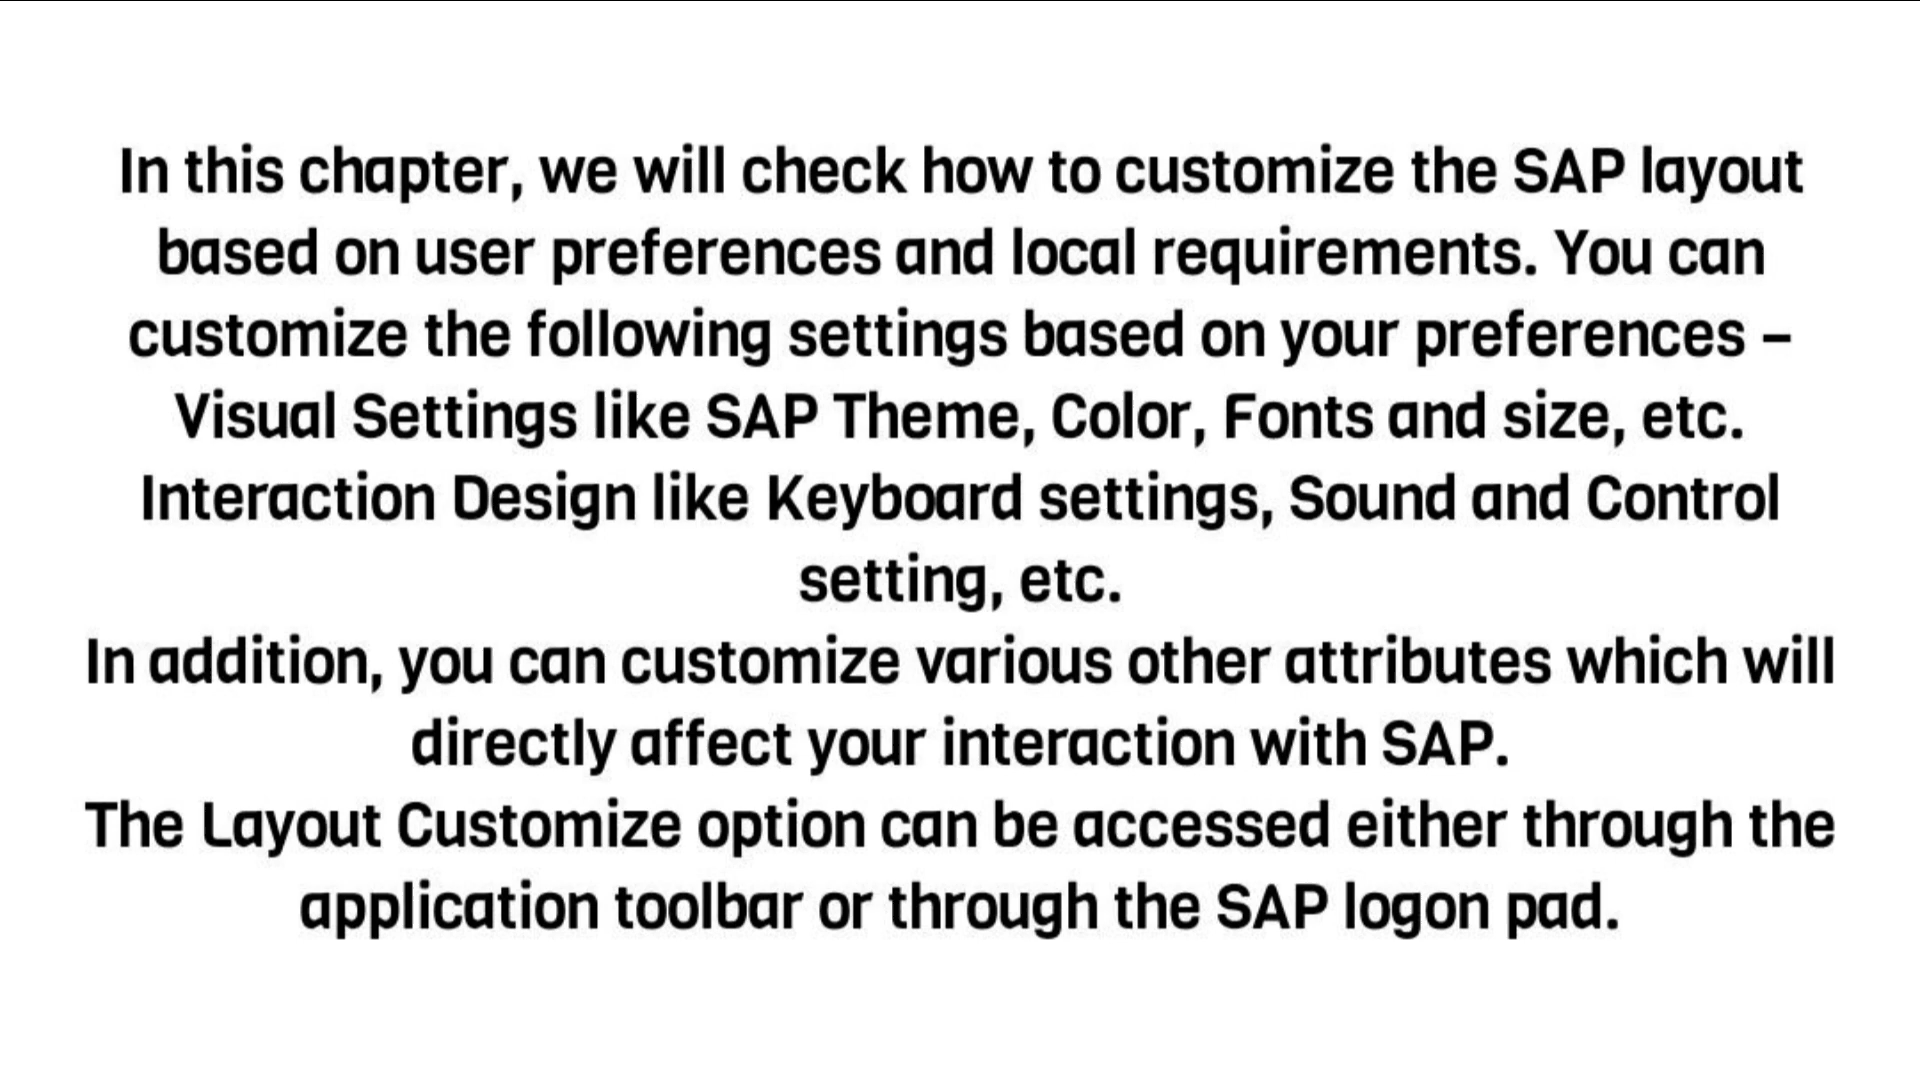 In this chapter, we will check how to customize the SAP layout
based on user preferences and local requirements. You can
customize the following settings based on your preferences –
Visual Settings like SAP Theme, Color, Fonts and size, etc.
Interaction Design like Keyboard settings, Sound and Control
setting, etc.
In addition, you can customize various other attributes which will
directly affect your interaction with SAP.
The Layout Customize option can be accessed either through the
application toolbar or through the SAP logon pad.